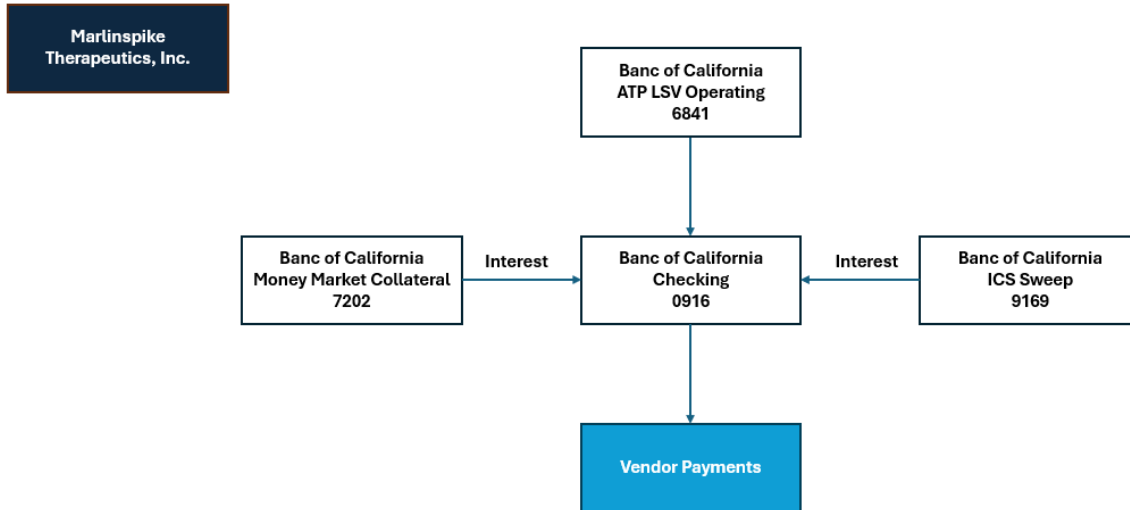 Marlinspike
Therapeutics, Inc.
Banc of California
ATP LSV Operating
6841
Banc of California
Money Market Collateral
7202
Interest
Banc of California
Checking
0916
Interest
Banc of California
ICS Sweep
9169
Vendor Payments